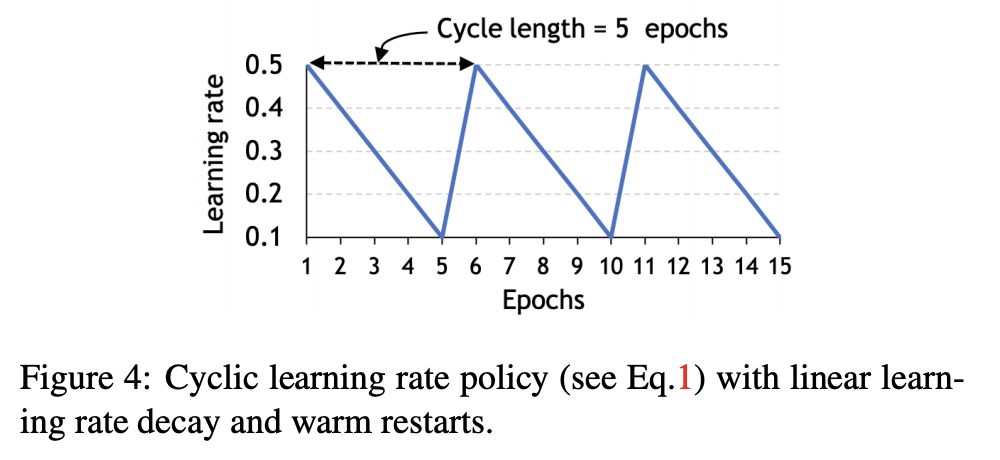 Cycle length = 5 epochs
Learning rate
0.5
0.4
0.3
0.2
0.1
1 2 3 4 5 6 7 8 9 10 11 12 13 14 15
Epochs
Figure 4: Cyclic learning rate policy (see Eq.1) with linear learn-
ing rate decay and warm restarts.